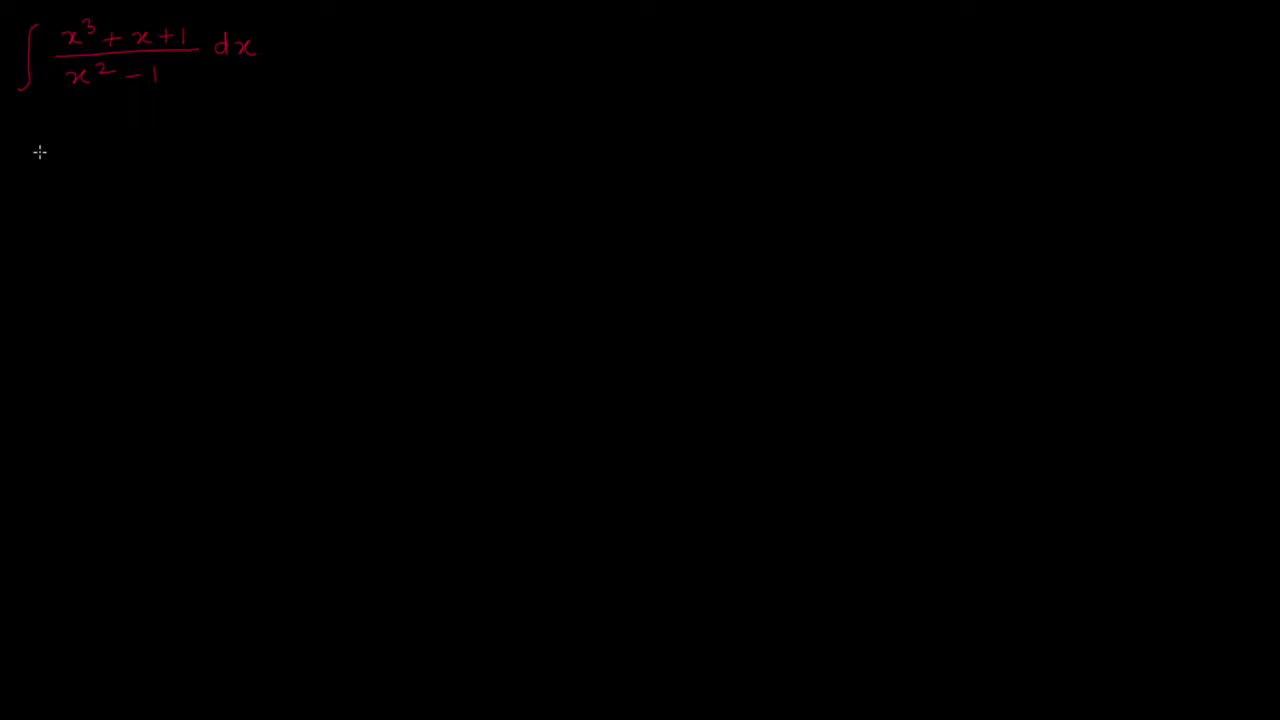 ∫ (x³ + x + 1)/(x² − 1) dx